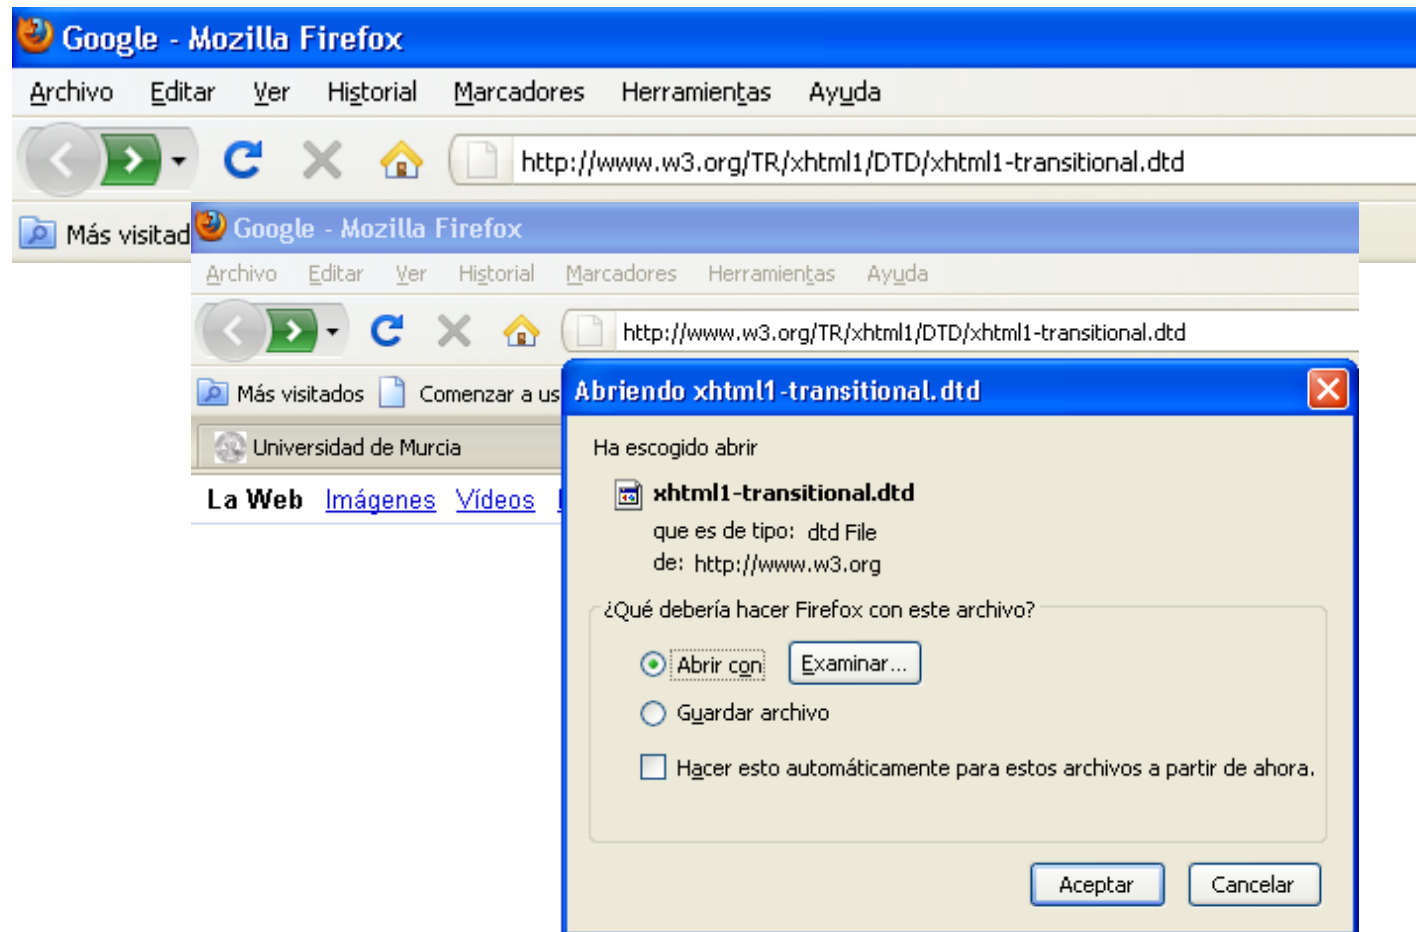 Google - Mozilla Firefox
Archivo Editar Ver Historial Marcadores Herramientas Ayuda
http://www.w3.org/TR/xhtml1/DTD/xhtml1-transitional.dtd
Más
Google - Mozilla Firefox
Archivo Editar Ver Historial Marcadores Herramientas Ayuda
http://www.w3.org/TR/xhtml1/DTD/xhtml1-transitional.dtd
Más visitados Comenzar a us
Abriendo xhtml1-transitional.dtd
Universidad de Murcia
La Web Imágenes Vídeos
Ha escogido abrir
xhtml1-transitional.dtd
que es de tipo: dtd File
de: http://www.w3.org
¿Qué debería hacer Firefox con este archivo?
Abrir con Examinar...
Guardar archivo
Hacer esto automáticamente para estos archivos a partir de ahora.
Aceptar Cancelar